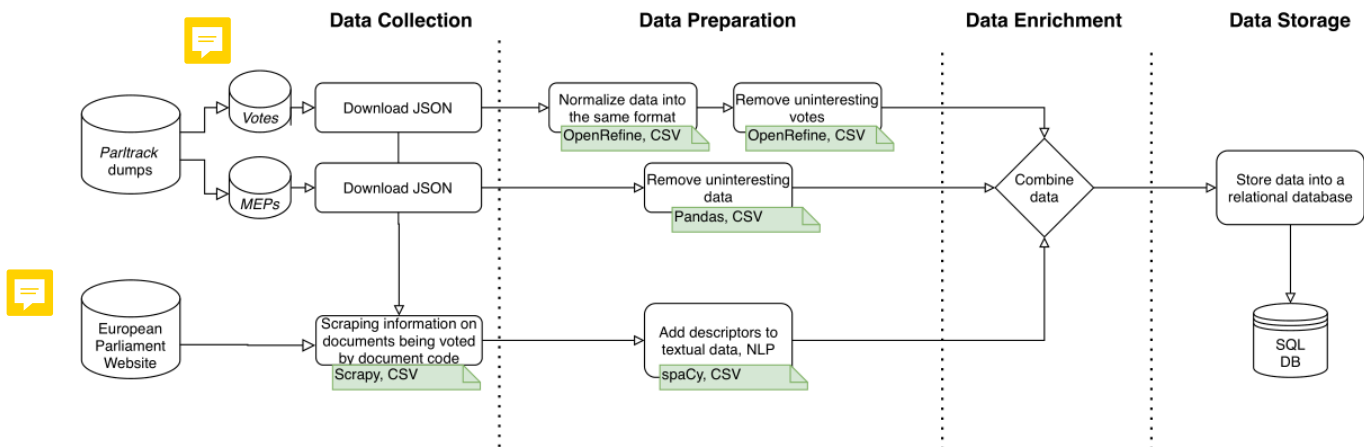 Data Collection
Data Preparation
Data Enrichment
Data Storage
Parltrack
dumps
Votes
MEPs
Download JSON
Download JSON
Normalize data into
the same format
OpenRefine, CSV
Remove uninteresting
votes
OpenRefine, CSV
Remove uninteresting
data
Pandas, CSV
Combine
data
Store data into a
relational database
European
Parliament
Website
Scraping information on
documents being voted
by document code
Scrapy, CSV
Add descriptors to
textual data, NLP
spaCy, CSV
SQL
DB